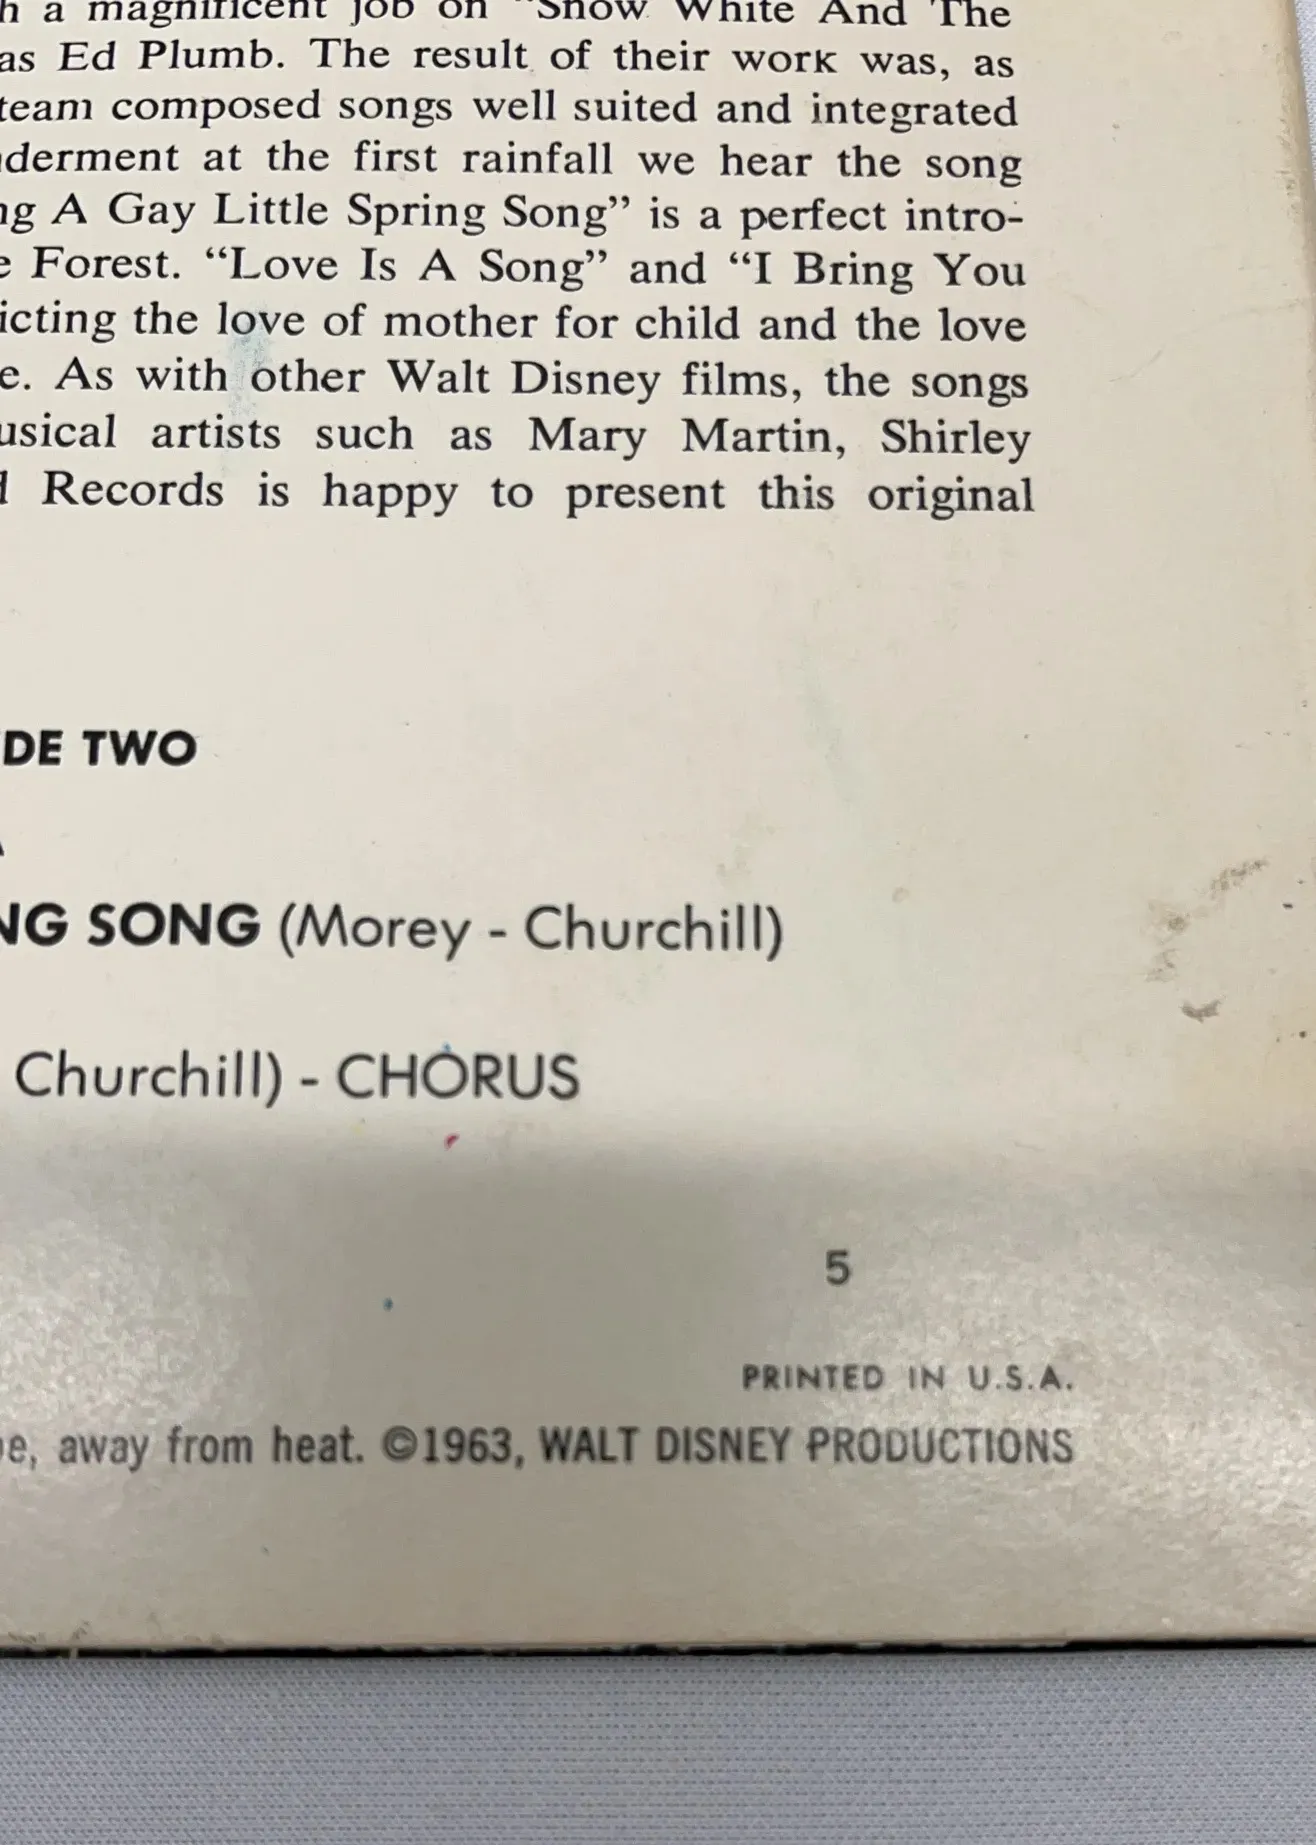 a magnificent job on "Snow White And The
as Ed Plumb. The result of their work was, as
team composed songs well suited and integrated
derment at the first rainfall we hear the song
ng A Gay Little Spring Song" is a perfect intro-
e Forest. "Love Is A Song" and "I Bring You
icting the love of mother for child and the love
e. As with other Walt Disney films, the songs
usical artists such as Mary Martin, Shirley
d Records is happy to present this original
DE TWO
NG SONG (Morey - Churchill)
Churchill) - CHORUS
5
PRINTED IN U.S.A.
e, away from heat. ©1963, WALT DISNEY PRODUCTIONS